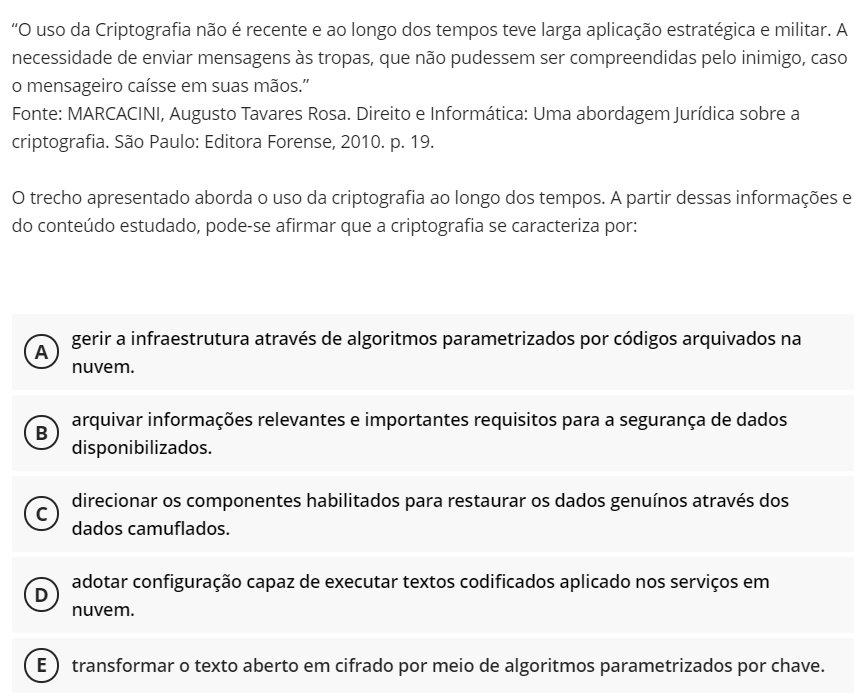 “O uso da Criptografia não é recente e ao longo dos tempos teve larga aplicação estratégica e militar. A
necessidade de enviar mensagens às tropas, que não pudessem ser compreendidas pelo inimigo, caso
o mensageiro caísse em suas mãos.”
Fonte: MARCACINI, Augusto Tavares Rosa. Direito e Informática: Uma abordagem Jurídica sobre a
criptografia. São Paulo: Editora Forense, 2010. p. 19.
O trecho apresentado aborda o uso da criptografia ao longo dos tempos. A partir dessas informações e
do conteúdo estudado, pode-se afirmar que a criptografia se caracteriza por:
A
gerir a infraestrutura através de algoritmos parametrizados por códigos arquivados na
nuvem.
B
arquivar informações relevantes e importantes requisitos para a segurança de dados
disponibilizados.
C
direcionar os componentes habilitados para restaurar os dados genuínos através dos
dados camuflados.
D
adotar configuração capaz de executar textos codificados aplicado nos serviços em
nuvem.
E transformar o texto aberto em cifrado por meio de algoritmos parametrizados por chave.